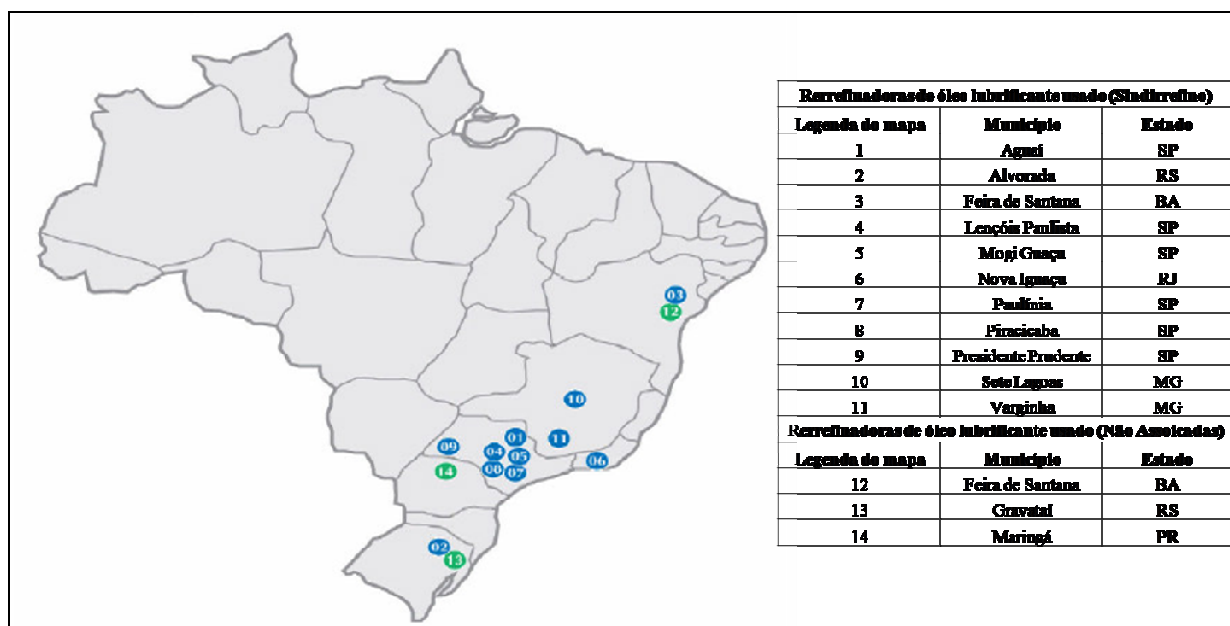 03
12
10
01
09
11
04
05
06
14
08
07
02
13
Rerrefinadoras de óleo lubrificante usado (Sindirrefino)
Legenda do mapa Município Estado
1 Aguaí SP
2 Alvorada RS
3 Feira de Santana BA
4 Lençóis Paulista SP
5 Mogi Guaçu SP
6 Nova Iguaçu RJ
7 Paulínia SP
8 Piracicaba SP
9 Presidente Prudente SP
10 Sete Lagoas MG
11 Varginha MG
Rerrefinadoras de óleo lubrificante usado (Não Associadas)
Legenda do mapa Município Estado
12 Feira de Santana BA
13 Gravataí RS
14 Maringá PR